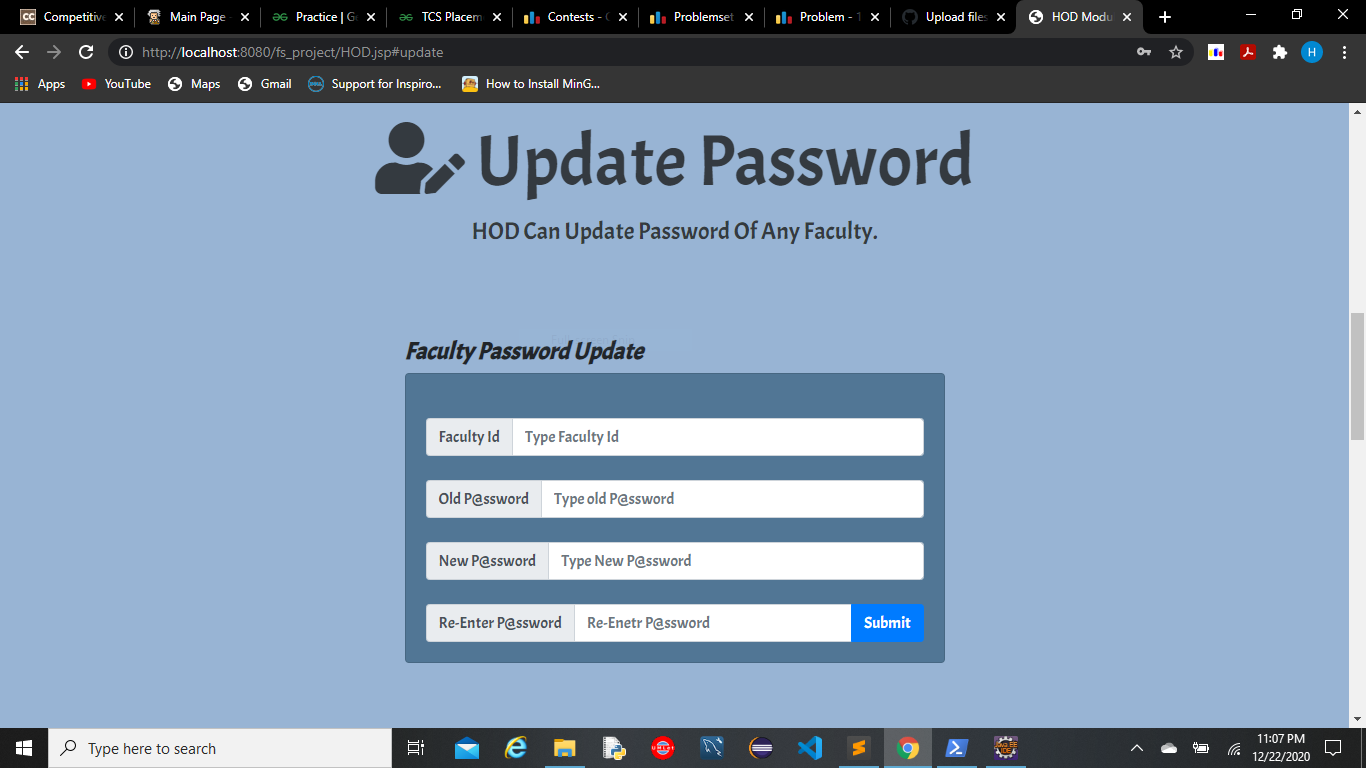 Competitive
Main Page
Practice | Ge
TCS Placem
Contests - C
Problemset
Problem - T
Upload files
HOD Modu
http://localhost:8080/fs_project/HOD.jsp#update
H
Apps
YouTube
Maps
Gmail
Support for Inspiro...
How to Install MinG...
Update Password
HOD Can Update Password Of Any Faculty.
Faculty Password Update
Faculty Id Type Faculty Id
Old P@ssword Type old P@ssword
New P@ssword Type New P@ssword
Re-Enter P@ssword Re-Enetr P@ssword Submit
Type here to search
11:07 PM
12/22/2020